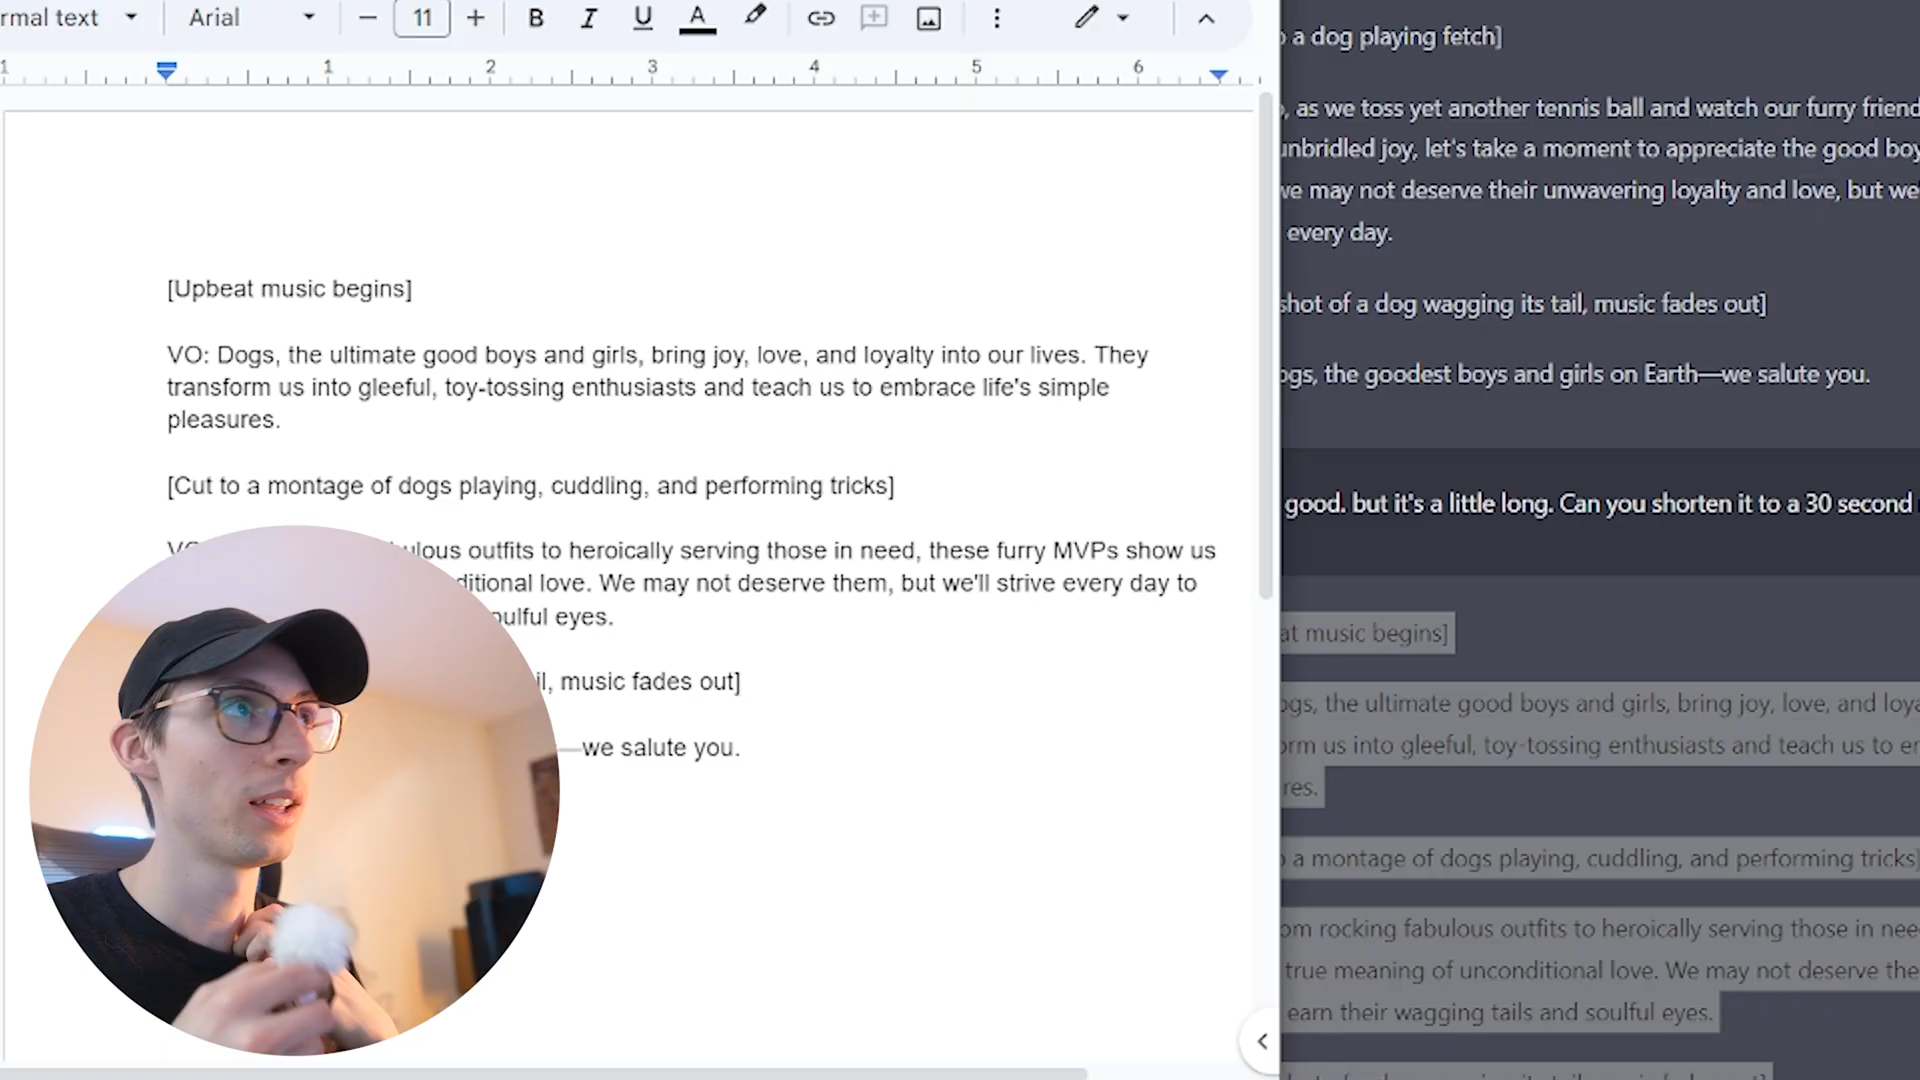 rmal text
Arial
11
B
I
U
A
1
1
2
3
4
5
6
[Upbeat music begins]
VO: Dogs, the ultimate good boys and girls, bring joy, love, and loyalty into our lives. They
transform us into gleeful, toy-tossing enthusiasts and teach us to embrace life's simple
pleasures.
[Cut to a montage of dogs playing, cuddling, and performing tricks]
outfits to heroically serving those in need, these furry MVPs show us
love. We may not deserve them, but we'll strive every day to
eyes.
music fades out]
—we salute you.
a dog playing fetch]
, as we toss yet another tennis ball and watch our furry friend
unbridled joy, let's take a moment to appreciate the good boy
we may not deserve their unwavering loyalty and love, but we
every day.
shot of a dog wagging its tail, music fades out]
ogs, the goodest boys and girls on Earth—we salute you.
good. but it's a little long. Can you shorten it to a 30 second
at music begins]
ogs, the ultimate good boys and girls, bring joy, love, and loya
orm us into gleeful, toy-tossing enthusiasts and teach us to em
res.
a montage of dogs playing, cuddling, and performing tricks]
om rocking fabulous outfits to heroically serving those in nee
true meaning of unconditional love. We may not deserve the
earn their wagging tails and soulful eyes.